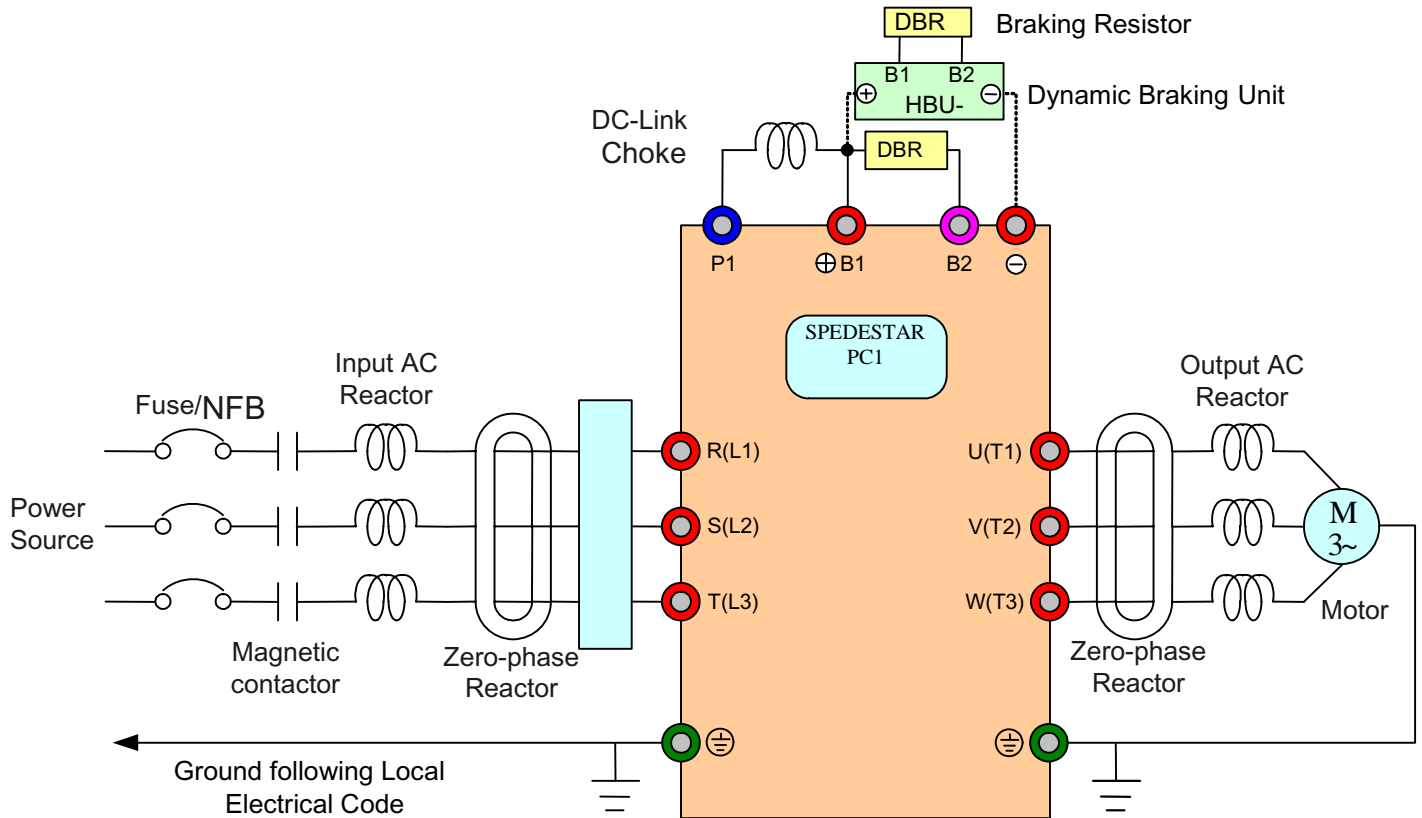 DBR
Braking Resistor
B1 B2
⊕ HBU- ⊖
Dynamic Braking Unit
DC-Link
Choke
DBR
P1
⊕ B1
B2
⊖
SPEDESTAR
PC1
Input AC
Reactor
Output AC
Reactor
Fuse/NFB
R(L1)
U(T1)
Power
Source
S(L2)
V(T2)
M
3~
T(L3)
W(T3)
Motor
Magnetic
contactor
Zero-phase
Reactor
Zero-phase
Reactor
Ground following Local
Electrical Code